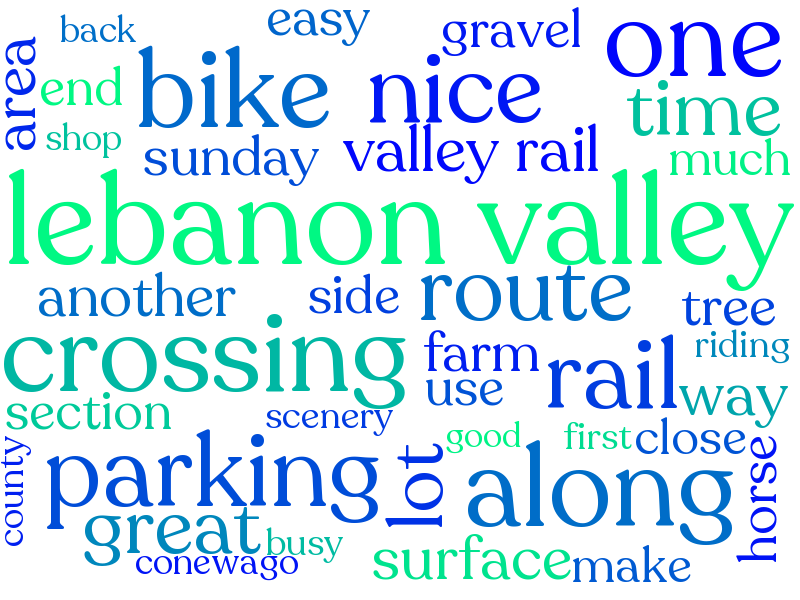 back
easy
gravel
one
area
end
bike
nice
time
shop
sunday
valley rail
much
lebanon valley
another
side
route
tree
crossing
farm
rail
riding
use
way
section
scenery
good
first
close
county
parking
lot
along
horse
great
busy
surface
make
conewago